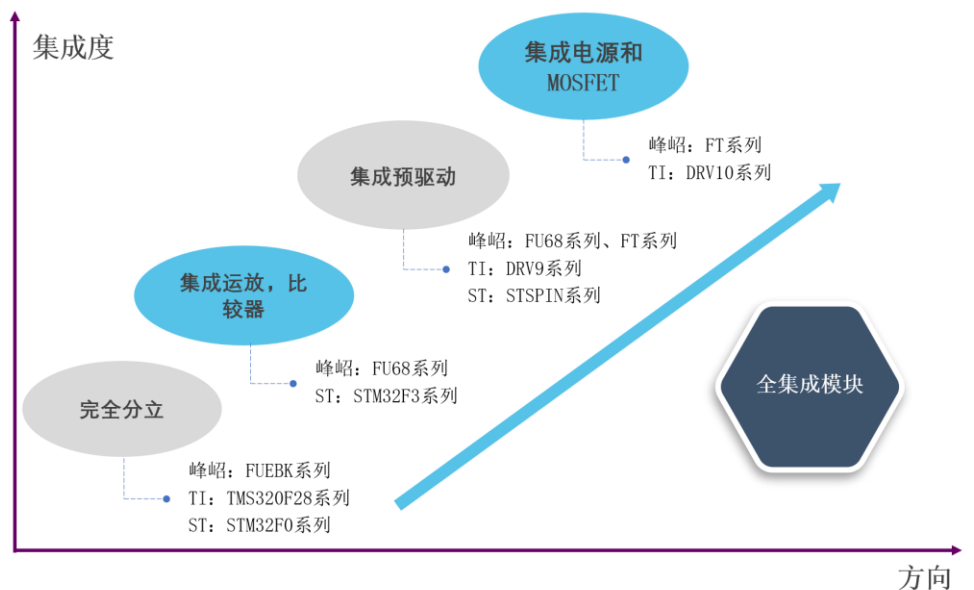 集成度
集成电源和
MOSFET
峰岹：FT系列
TI：DRV10系列
集成预驱动
峰岹：FU68系列、FT系列
TI：DRV9系列
ST：STSPIN系列
集成运放，比
较器
峰岹：FU68系列
ST：STM32F3系列
全集成模块
完全分立
峰岹：FUEBK系列
TI：TMS320F28系列
ST：STM32F0系列
方向